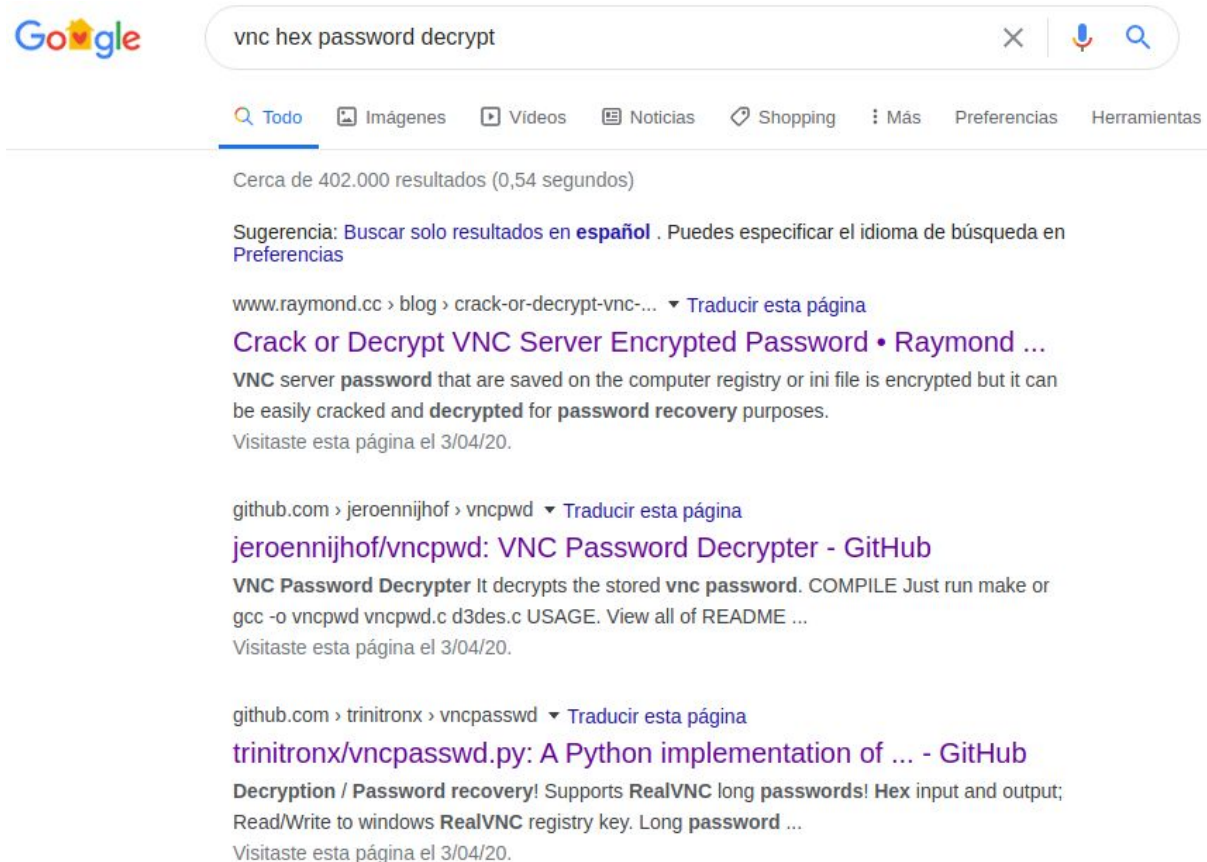 Google
vnc hex password decrypt
Todo Imágenes Vídeos Noticias Shopping Más Preferencias Herramientas
Cerca de 402.000 resultados (0,54 segundos)
Sugerencia: Buscar solo resultados en español . Puedes especificar el idioma de búsqueda en
Preferencias
www.raymond.cc › blog › crack-or-decrypt-vnc-... ▼ Traducir esta página
Crack or Decrypt VNC Server Encrypted Password • Raymond ...
VNC server password that are saved on the computer registry or ini file is encrypted but it can
be easily cracked and decrypted for password recovery purposes.
Visitaste esta página el 3/04/20.
github.com › jeroennijhof › vncpwd ▼ Traducir esta página
jeroennijhof/vncpwd: VNC Password Decrypter - GitHub
VNC Password Decrypter It decrypts the stored vnc password. COMPILE Just run make or
gcc -o vncpwd vncpwd.c d3des.c USAGE. View all of README ...
Visitaste esta página el 3/04/20.
github.com › trinitronx › vncpasswd ▼ Traducir esta página
trinitronx/vncpasswd.py: A Python implementation of ... - GitHub
Decryption / Password recovery! Supports RealVNC long passwords! Hex input and output;
Read/Write to windows RealVNC registry key. Long password ...
Visitaste esta página el 3/04/20.